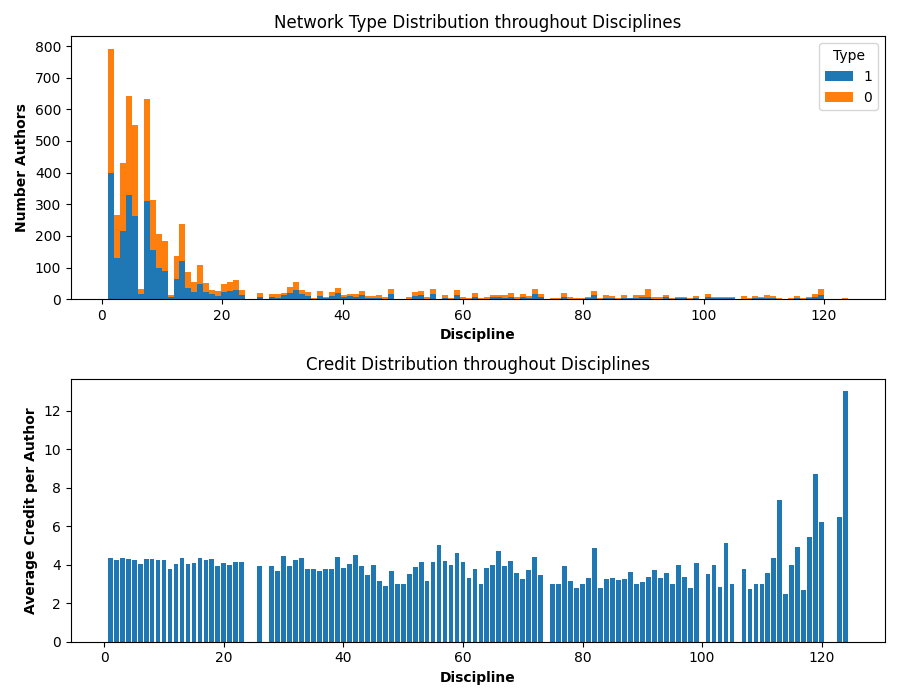 Network Type Distribution throughout Disciplines
Number Authors
800
700
600
500
400
300
200
100
0
Type
1
0
0 20 40 60 80 100 120
Discipline
Credit Distribution throughout Disciplines
Average Credit per Author
12
10
8
6
4
2
0
0 20 40 60 80 100 120
Discipline